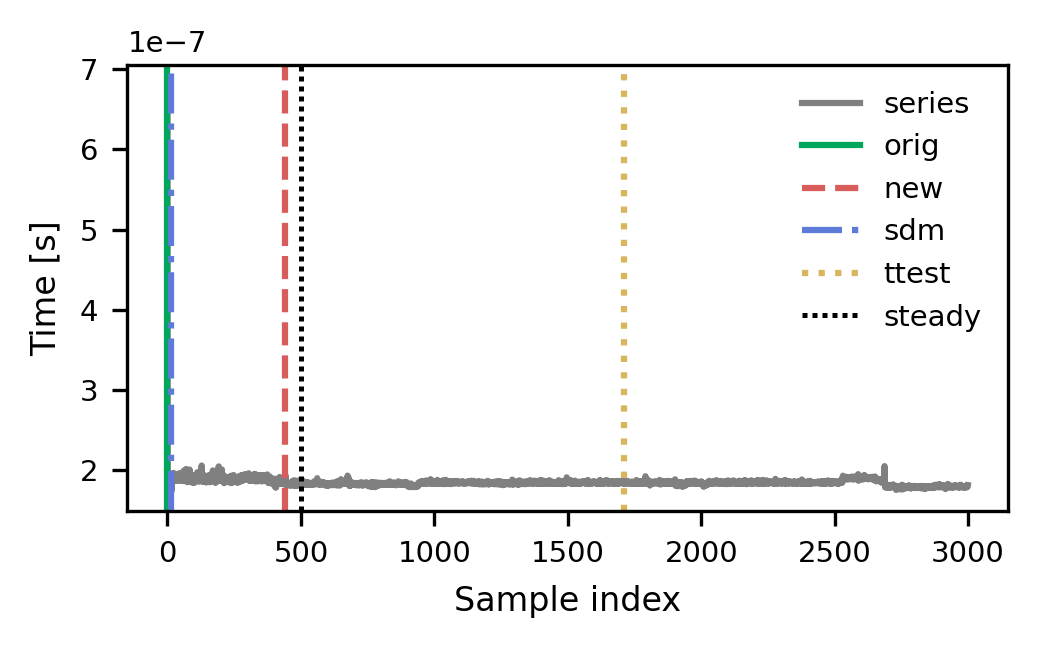 1e−7
7
6
5
4
3
2
Time [s]
series
orig
new
sdm
ttest
steady
0 500 1000 1500 2000 2500 3000
Sample index